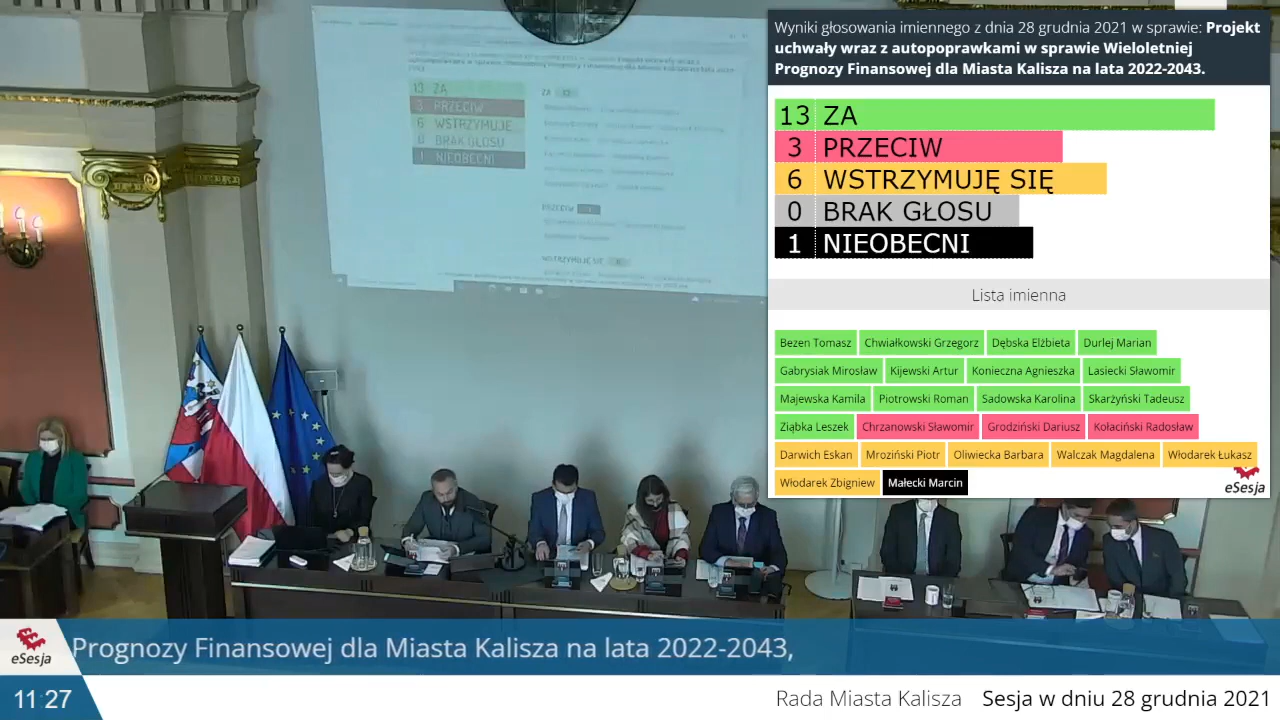 Wyniki głosowania imiennego z dnia 28 grudnia 2021 w sprawie: Projekt
uchwały wraz z autopoprawkami w sprawie Wieloletniej
Prognozy Finansowej dla Miasta Kalisza na lata 2022-2043.
13 ZA
3 PRZECIW
6 WSTRZYMUJĘ SIĘ
0 BRAK GŁOSU
1 NIEOBECNI
Lista imienna
Bezen Tomasz Chwiałkowski Grzegorz Dębska Elżbieta Durlej Marian
Gabrysiak Mirosław Kijewski Artur Konieczna Agnieszka Lasiecki Sławomir
Majewska Kamila Piotrowski Roman Sadowska Karolina Skarżyński Tadeusz
Ziąbka Leszek Chrzanowski Sławomir Grodziński Dariusz Kołaciński Radosław
Darwich Eskan Mroziński Piotr Oliwiecka Barbara Walczak Magdalena Włodarek Łukasz
Włodarek Zbigniew Małecki Marcin
eSesja
13 ZA
3 PRZECIW
6 WSTRZYMUJE
0 BRAK GŁOSU
1 NIEOBECNI
ZA 13
PRZECIW
WSTRZYMUJĘ SIĘ
eSesja
Prognozy Finansowej dla Miasta Kalisza na lata 2022-2043,
11:27
Rada Miasta Kalisza Sesja w dniu 28 grudnia 2021